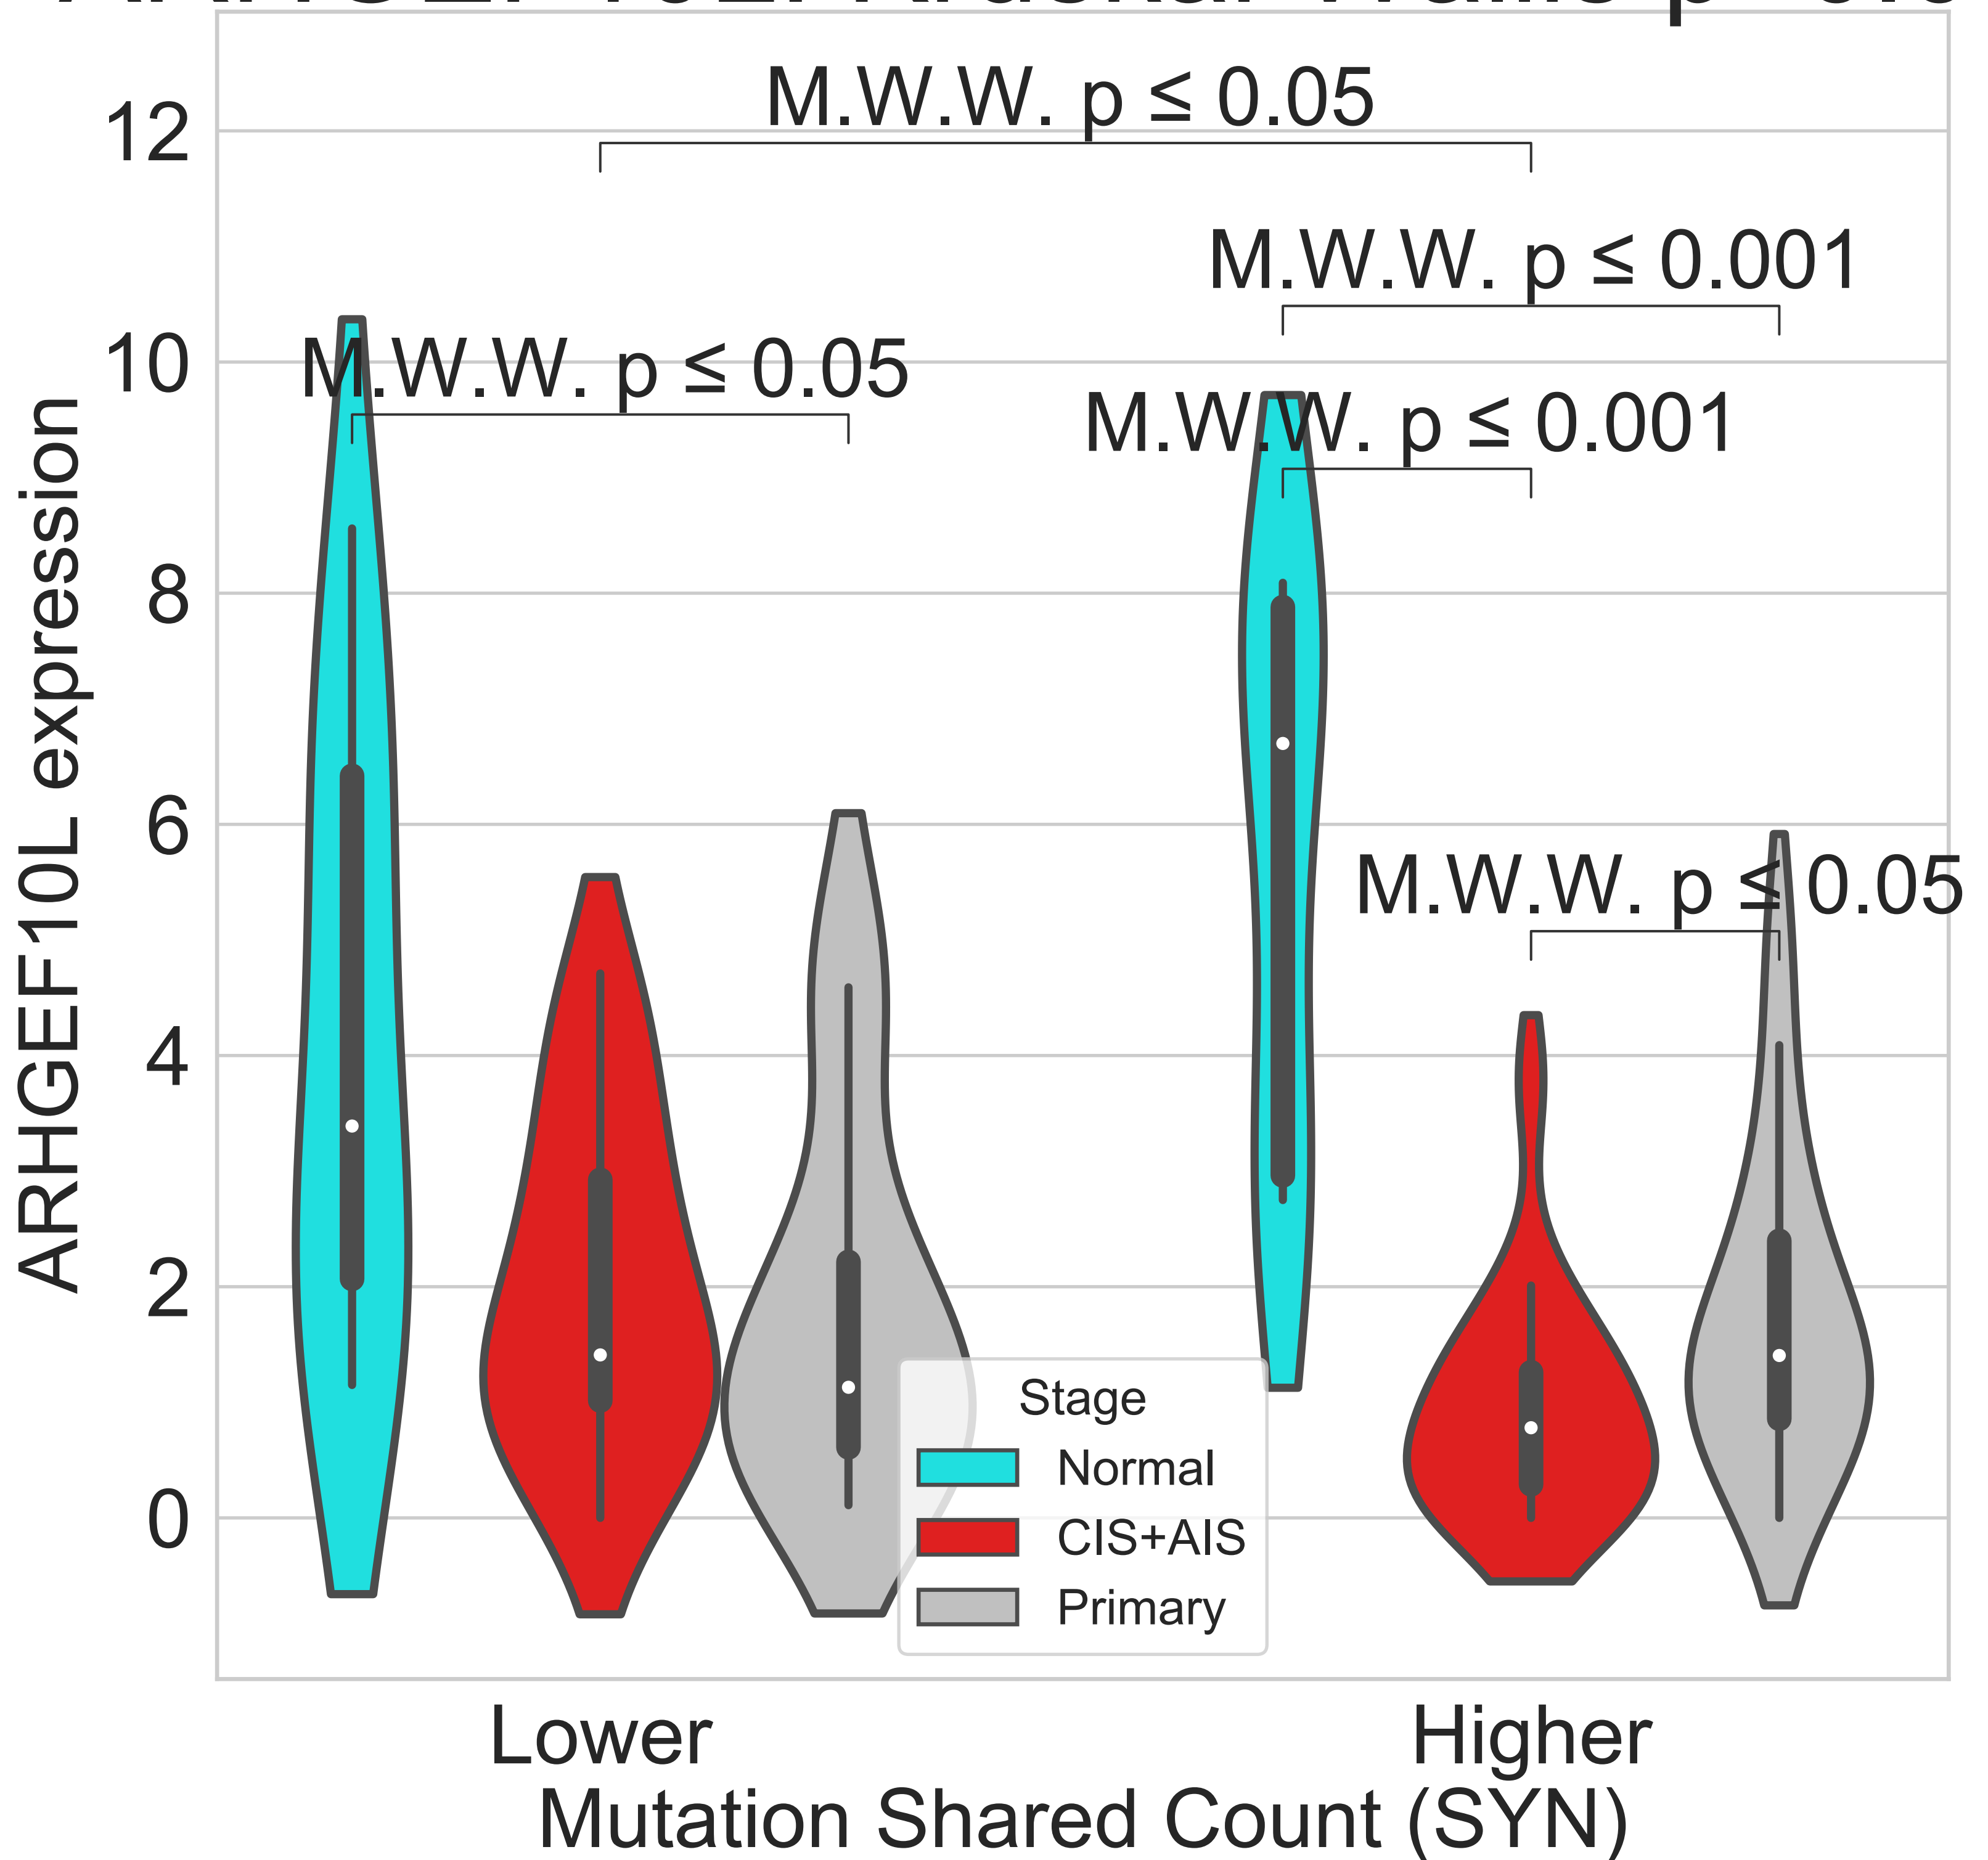 M.W.W. p ≤ 0.05
12
M.W.W. p ≤ 0.001
10
M.W.W. p ≤ 0.05
M.W.W. p ≤ 0.001
8
6
M.W.W. p ≤ 0.05
4
2
0
ARHGEF10L expression
Stage
Normal
CIS+AIS
Primary
Lower
Higher
Mutation Shared Count (SYN)